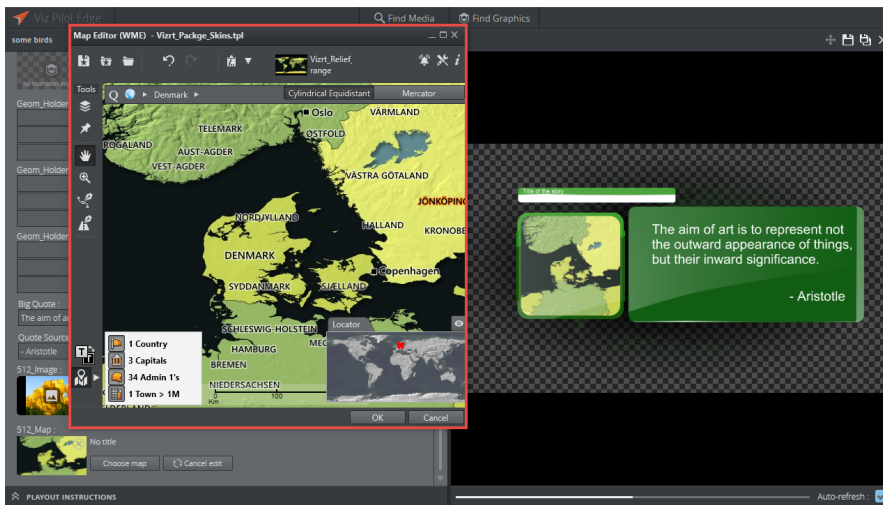 Viz Pilot Edge
Find Media
Find Graphics
some birds
Map Editor (WME) - Vizrt_Packge_Skins.tpl
Vizrt_Relief_
range
Tools
Denmark
Cylindrical Equidistant
Mercator
Geom_Holder
Geom_Holder
Geom_Holder
Oslo
VÄRMLAND
TELEMARK
ØSTFOLD
ROGALAND
AUST-AGDER
VEST-AGDER
VÄSTRA GÖTALAND
JÖNKÖPING
NORDJYLLAND
HALLAND
KRONOBE
DENMARK
Copenhagen
SYDDANMARK
SJÆLLAND
SCHLESWIG-HOLSTEIN
HAMBURG
MEC
BREMEN
NIEDERSACHSEN
0
100
Km
Locator
1 Country
3 Capitals
34 Admin 1's
1 Town > 1M
OK
Cancel
Big Quote :
The aim of a
Quote Source
- Aristotle
512_Image :
512_Map :
No title
Choose map
Cancel edit
PLAYOUT INSTRUCTIONS
Title of the story
The aim of art is to represent not
the outward appearance of things,
but their inward significance.
- Aristotle
Auto-refresh :